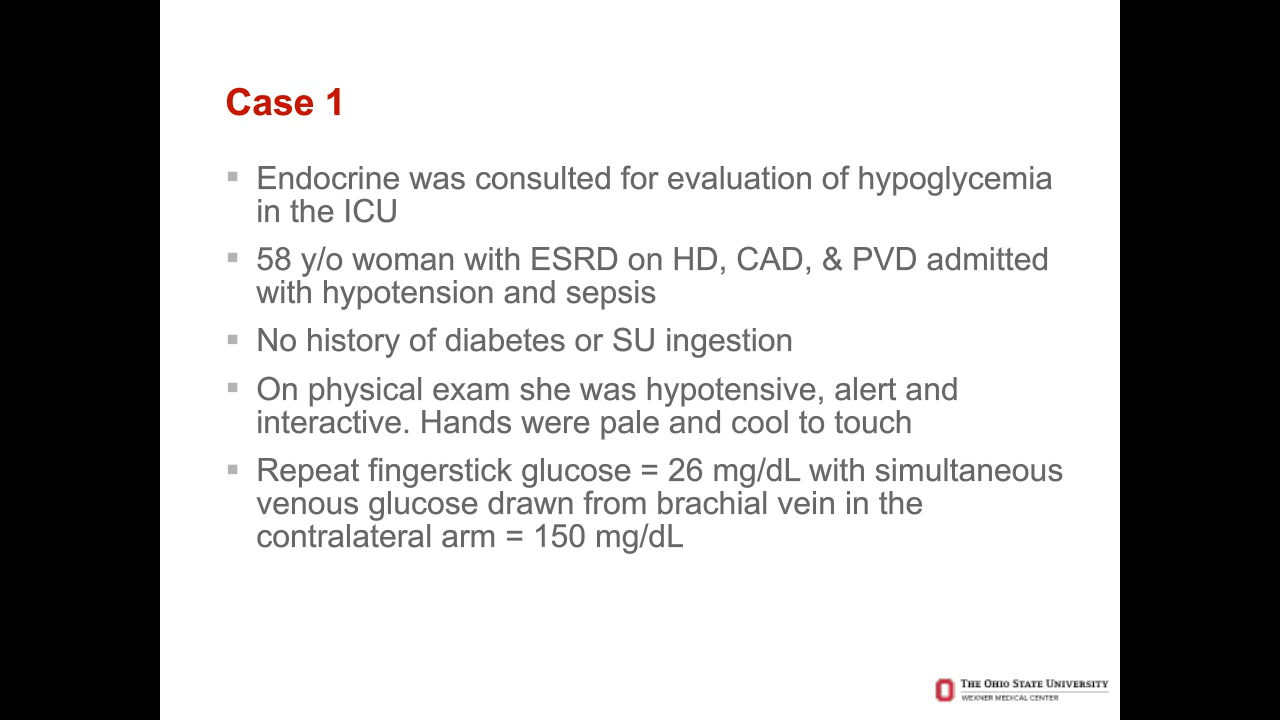 Case 1
▪ Endocrine was consulted for evaluation of hypoglycemia
in the ICU
▪ 58 y/o woman with ESRD on HD, CAD, & PVD admitted
with hypotension and sepsis
▪ No history of diabetes or SU ingestion
▪ On physical exam she was hypotensive, alert and
interactive. Hands were pale and cool to touch
▪ Repeat fingerstick glucose = 26 mg/dL with simultaneous
venous glucose drawn from brachial vein in the
contralateral arm = 150 mg/dL
THE OHIO STATE UNIVERSITY
WEXNER MEDICAL CENTER